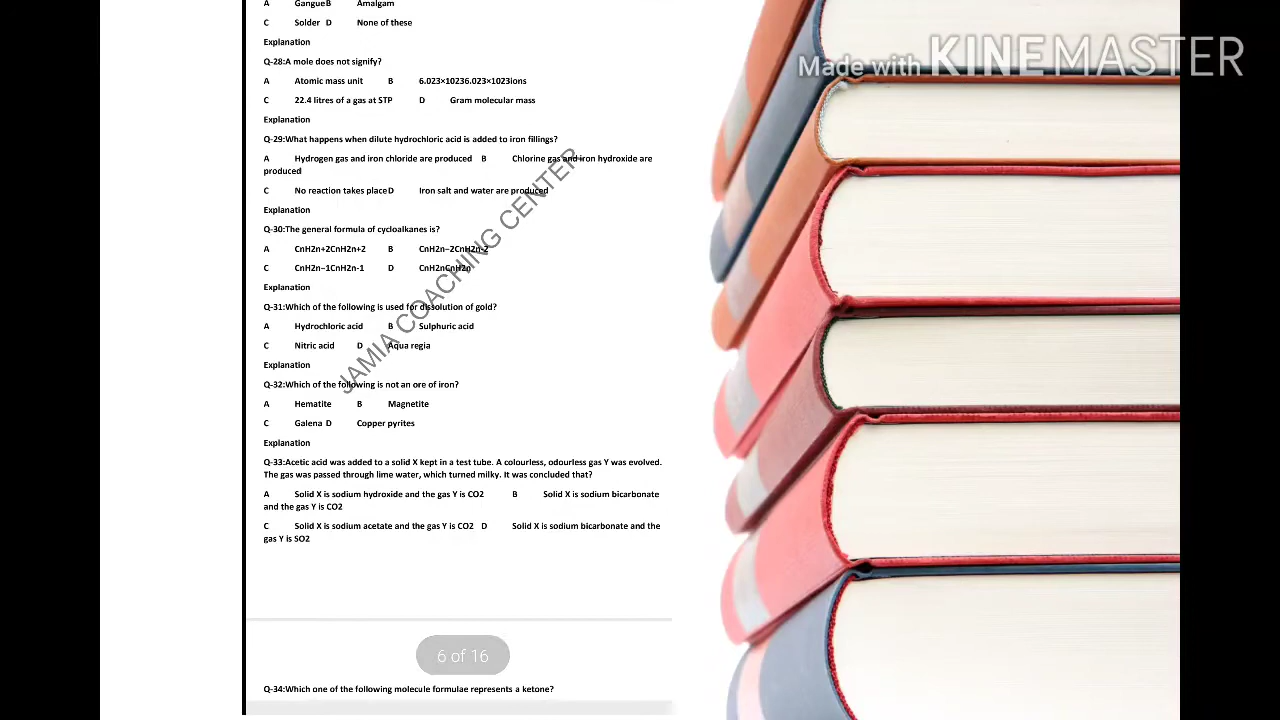 A GangueB Amalgam
C Solder D None of these
Explanation
Q-28:A mole does not signify?
A Atomic mass unit B 6.023×10236.023×1023ions
C 22.4 litres of a gas at STP D Gram molecular mass
Explanation
Q-29:What happens when dilute hydrochloric acid is added to iron fillings?
A Hydrogen gas and iron chloride are produced B Chlorine gas and iron hydroxide are
produced
C No reaction takes placeD Iron salt and water are produced
Explanation
Q-30:The general formula of cycloalkanes is?
A CnH2n+2CnH2n+2 B CnH2n−2CnH2n-2
C CnH2n−1CnH2n-1 D CnH2nCnH2n
Explanation
Q-31:Which of the following is used for dissolution of gold?
A Hydrochloric acid B Sulphuric acid
C Nitric acid D Aqua regia
Explanation
Q-32:Which of the following is not an ore of iron?
A Hematite B Magnetite
C Galena D Copper pyrites
Explanation
Q-33:Acetic acid was added to a solid X kept in a test tube. A colourless, odourless gas Y was evolved.
The gas was passed through lime water, which turned milky. It was concluded that?
A Solid X is sodium hydroxide and the gas Y is CO2 B Solid X is sodium bicarbonate
and the gas Y is CO2
C Solid X is sodium acetate and the gas Y is CO2 D Solid X is sodium bicarbonate and the
gas Y is SO2
6 of 16
Q-34:Which one of the following molecule formulae represents a ketone?
JAMIA COACHING CENTER
Made with KINEMASTER